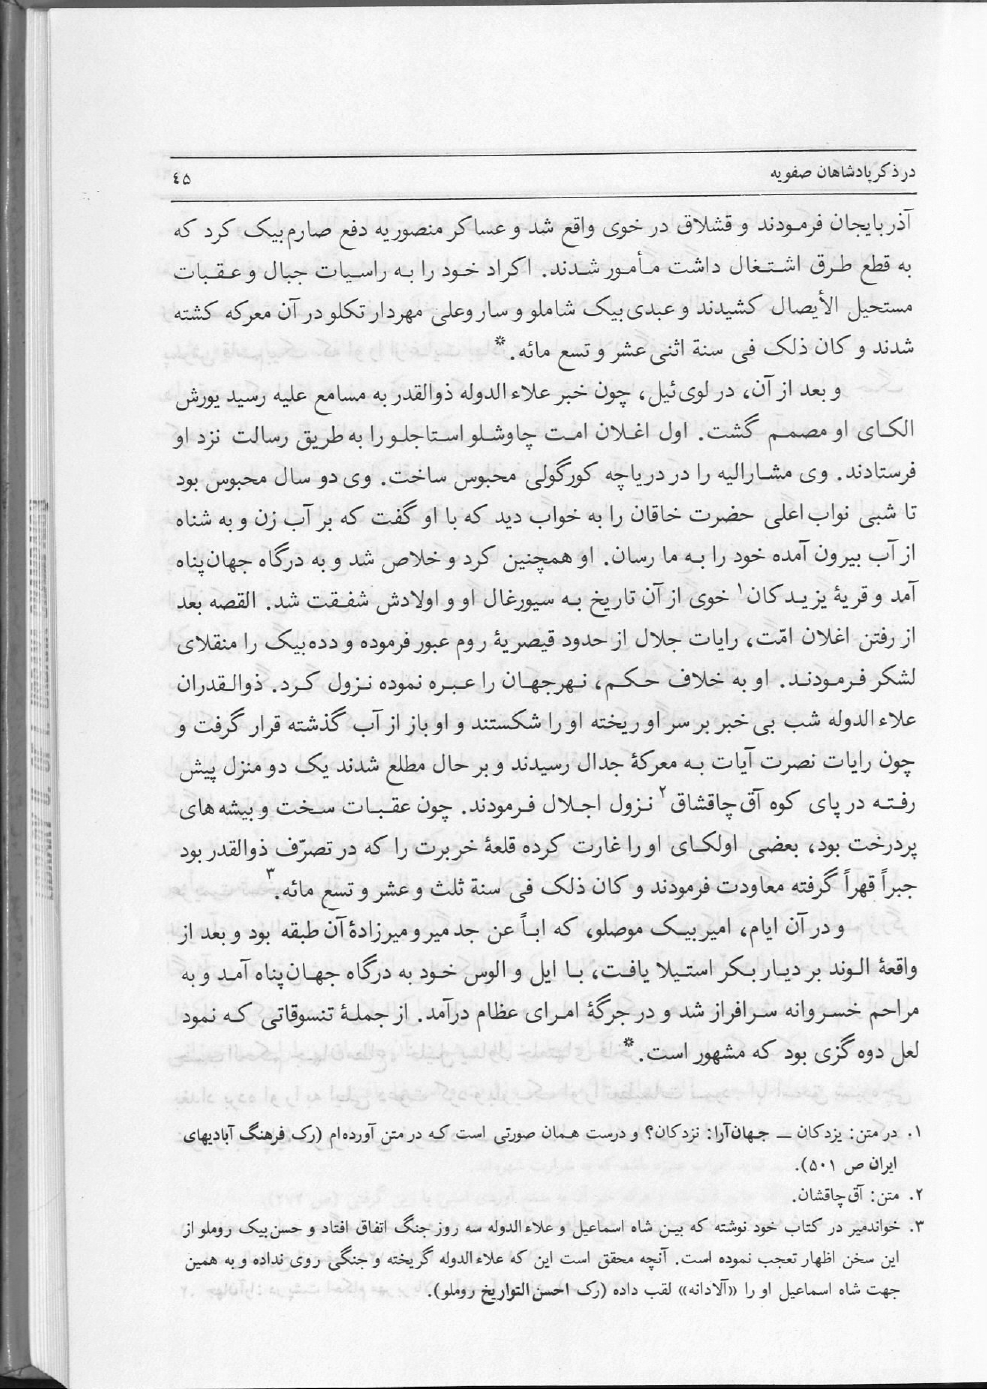 در ذکر پادشاهان صفویه
۴۵
آذربایجان فرمودند و قشلاق در خوی واقع شد و عساکر منصوریه دفع صارم‌بیک کرد که
به قطع طرق اشتغال داشت مأمور شدند. اکراد خود را به راسیات جبال و عقبات
مستحیل الأیصال کشیدند و عبدی‌بیک شاملو و ساروعلی مهردار تکلو در آن معرکه کشته
شدند و کان ذلک فی سنة اثنی عشر و تسع مائه.*
و بعد از آن، در لوی‌ئیل، چون خبر علاء الدوله ذوالقدر به مسامع علیه رسید یورش
الکای او مصمم گشت. اول اغلان امت چاوشلو استاجلو را به طریق رسالت نزد او
فرستادند. وی مشارالیه را در دریاچه کورگولی محبوس ساخت. وی دو سال محبوس بود
تا شبی نواب اعلی حضرت خاقان را به خواب دید که با او گفت که بر آب زن و به شناه
از آب بیرون آمده خود را به ما رسان. او همچنین کرد و خلاص شد و به درگاه جهان‌پناه
آمد و قریهٔ یزیدکان۱ خوی از آن تاریخ به سیورغال او و اولادش شفقت شد. القصه بعد
از رفتن اغلان امّت، رایات جلال از حدود قیصریهٔ روم عبور فرموده و دده‌بیک را منقلای
لشکر فرمودند. او به خلاف حکم، نهرجهان را عبره نموده نزول کرد. ذوالقدران
علاء الدوله شب بی‌خبر بر سر او ریخته او را شکستند و او باز از آب گذشته قرار گرفت و
چون رایات نصرت آیات به معرکهٔ جدال رسیدند و بر حال مطلع شدند یک دو منزل پیش
رفته در پای کوه آق‌چاقشاق۲ نزول اجلال فرمودند. چون عقبات سخت و بیشه‌های
پردرخت بود، بعضی اولکای او را غارت کرده قلعهٔ خربرت را که در تصرّف ذوالقدر بود
جبراً قهراً گرفته معاودت فرمودند و کان ذلک فی سنة ثلث و عشر و تسع مائه.۳
و در آن ایام، امیربیک موصلو، که اباً عن جد میر و میرزادهٔ آن طبقه بود و بعد از
واقعهٔ الوند بر دیار بکر استیلا یافت، با ایل و الوس خود به درگاه جهان‌پناه آمد و به
مراحم خسروانه سرافراز شد و در جرگهٔ امرای عظام درآمد. از جملهٔ تنسوقاتی که نمود
لعل دوه گزی بود که مشهور است.*
۱. در متن: یزدکان ــ جهان‌آرا: نزدکان؟ و درست همان صورتی است که در متن آورده‌ام (رک فرهنگ آبادیهای
ایران ص ۵۰۱).
۲. متن: آق‌چاقشان.
۳. خواندمیر در کتاب خود نوشته که بین شاه اسماعیل و علاءالدوله سه روز جنگ اتفاق افتاد و حسن‌بیک روملو از
این سخن اظهار تعجب نموده است. آنچه محقق است این که علاءالدوله گریخته و جنگی روی نداده و به همین
جهت شاه اسماعیل او را «آلادانه» لقب داده (رک احسن‌التواریخ روملو).